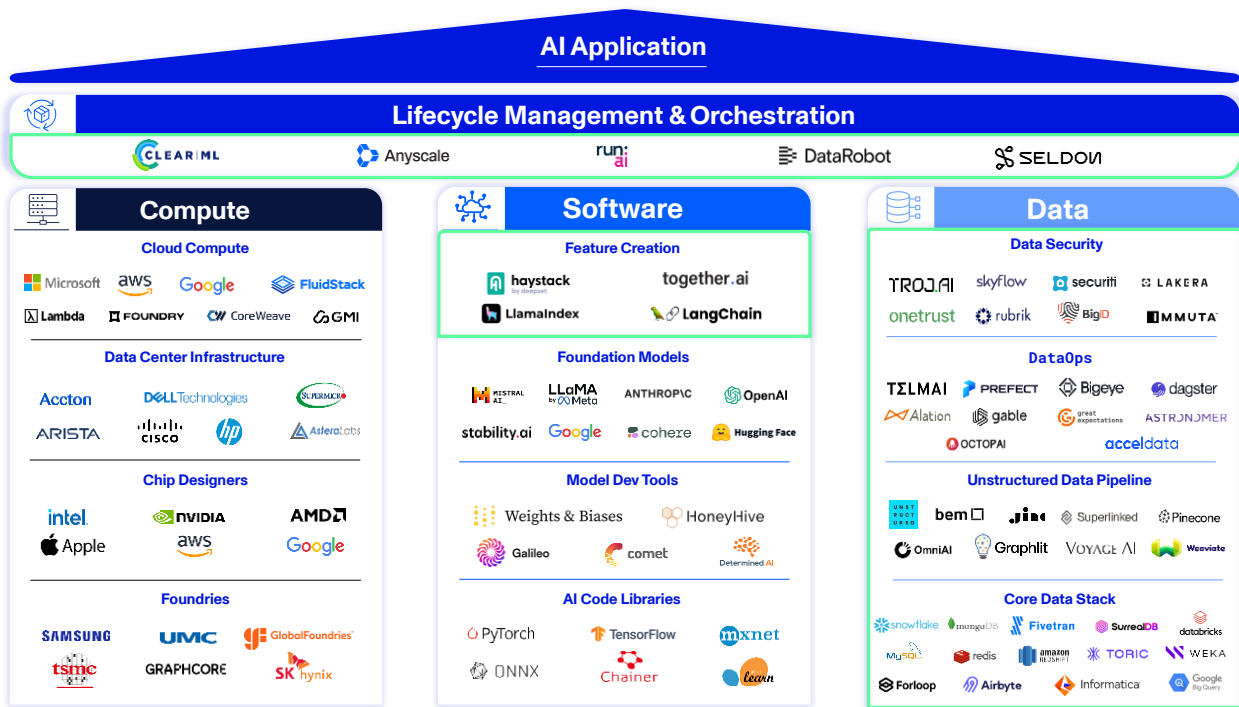 AI Application
Lifecycle Management & Orchestration
CLEAR|ML Anyscale run:ai DataRobot SELDON
Compute
Cloud Compute
Microsoft aws Google FluidStack
Lambda FOUNDRY CoreWeave GMI
Data Center Infrastructure
Accton DELLTechnologies SUPERMICRO
ARISTA CISCO hp AsteraLabs
Chip Designers
intel. NVIDIA AMD
Apple aws Google
Foundries
SAMSUNG UMC GlobalFoundries
tsmc GRAPHCORE SK hynix
Software
Feature Creation
haystack together.ai
by deepset
LlamaIndex LangChain
Foundation Models
MISTRAL AI_ LLaMA by Meta ANTHROP\C OpenAI
stability.ai Google cohere Hugging Face
Model Dev Tools
Weights & Biases HoneyHive
Galileo comet Determined AI
AI Code Libraries
PyTorch TensorFlow mxnet
ONNX Chainer learn
Data
Data Security
TROJ.AI skyflow securiti LAKERA
onetrust rubrik BigID IMMUTA
DataOps
TELMAI PREFECT Bigeye dagster
Alation gable great expectations ASTRONOMER
OCTOPAI acceldata
Unstructured Data Pipeline
UNSTRUCTURED bem Jina Superlinked Pinecone
OmniAI Graphlit VOYAGE AI Weaviate
Core Data Stack
snowflake mongoDB Fivetran SurrealDB databricks
MySQL redis amazon REDSHIFT TORIC WEKA
Forloop Airbyte Informatica Google Big Query